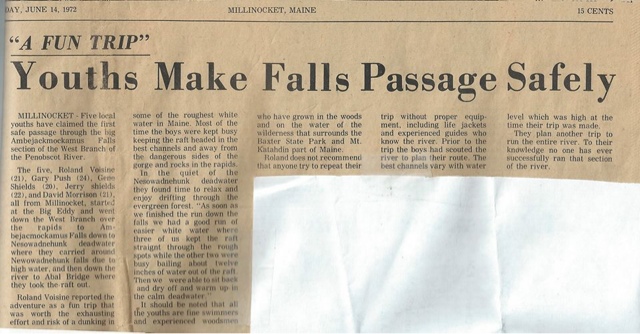 DAY, JUNE 14, 1972
MILLINOCKET, MAINE
15 CENTS
"A FUN TRIP"
Youths Make Falls Passage Safely
MILLINOCKET - Five local
youths have claimed the first
safe passage through the big
Ambejackmockamus Falls
section of the West Branch of
the Penobscot River.
The five, Roland Voisine
(21), Gary Push (24), Gene
Shields (20), Jerry shields
(22), and David Morrison (21),
all from Millinocket, started
at the Big Eddy and went
down the West Branch over
the rapids to Am-
bejacmockamus Falls down to
Nesowadnehunk deadwater
where they carried around
Nesowadnehunk falls due to
high water, and then down the
river to Abal Bridge where
they took the raft out.
Roland Voisine reported the
adventure as a fun trip that
was worth the exhausting
effort and risk of a dunking in
some of the roughest white
water in Maine. Most of the
time the boys were kept busy
keeping the raft headed in the
best channels and away from
the dangerous sides of the
gorge and rocks in the rapids.
In the quiet of the
Nesowadnehunk deadwater
they found time to relax and
enjoy drifting through the
evergreen forest. "As soon as
we finished the run down the
falls we had a good run of
easier white water where
three of us kept the raft
straight through the rough
spots while the other two were
busy bailing about twelve
inches of water out of the raft.
Then we were able to sit back
and dry off and warm up in
the calm deadwater"
It should be noted that all
the youths are fine swimmers
and experienced woodsmen
who have grown in the woods
and on the water of the
wilderness that surrounds the
Baxter State Park and Mt.
Katahdin part of Maine.
Roland does not recommend
that anyone try to repeat their
trip without proper equip-
ment, including life jackets
and experienced guides who
know the river. Prior to the
trip the boys had scouted the
river to plan their route. The
best channels vary with water
level which was high at the
time their trip was made.
They plan another trip to
run the entire river. To their
knowledge no one has ever
successfully ran that section
of the river.